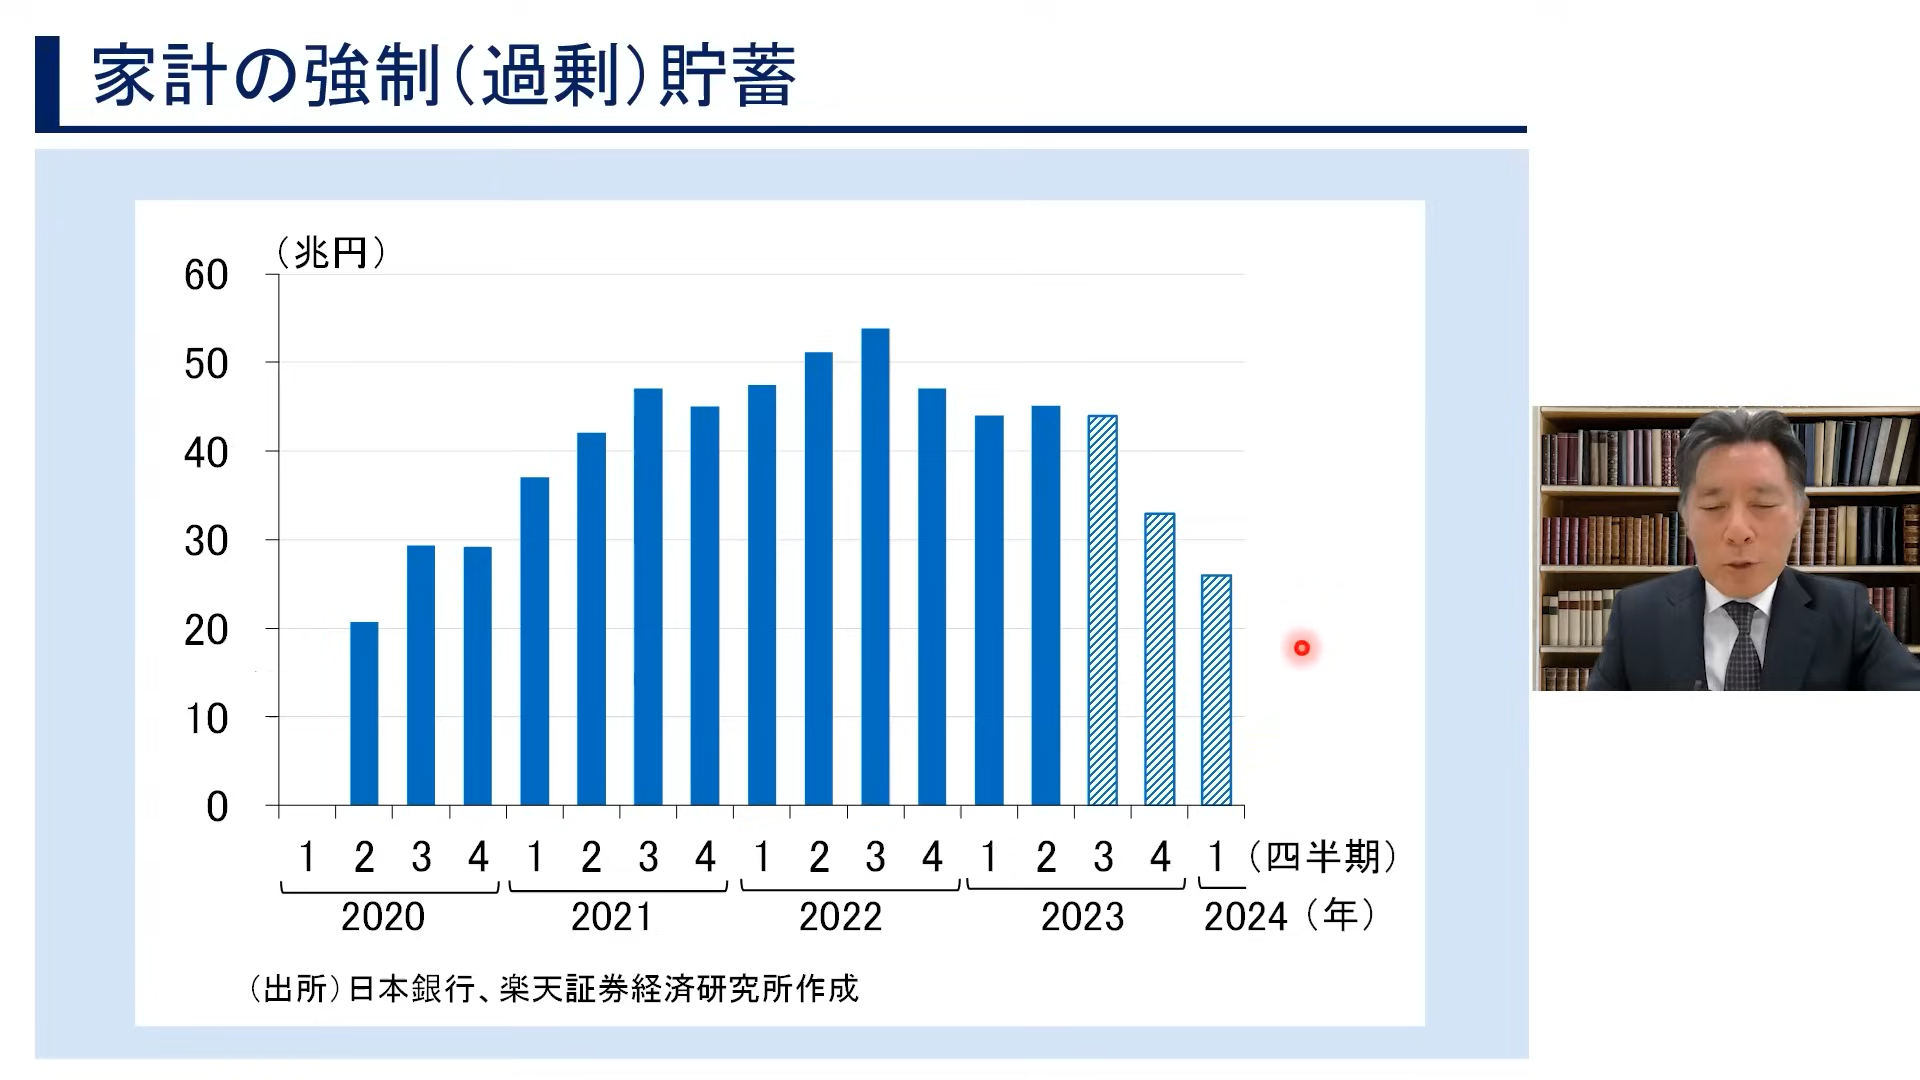 家計の強制（過剰）貯蓄
（兆円）
60
50
40
30
20
10
0
1 2 3 4 1 2 3 4 1 2 3 4 1 2 3 4 1 （四半期）
2020 2021 2022 2023 2024 （年）
（出所）日本銀行、楽天証券経済研究所作成